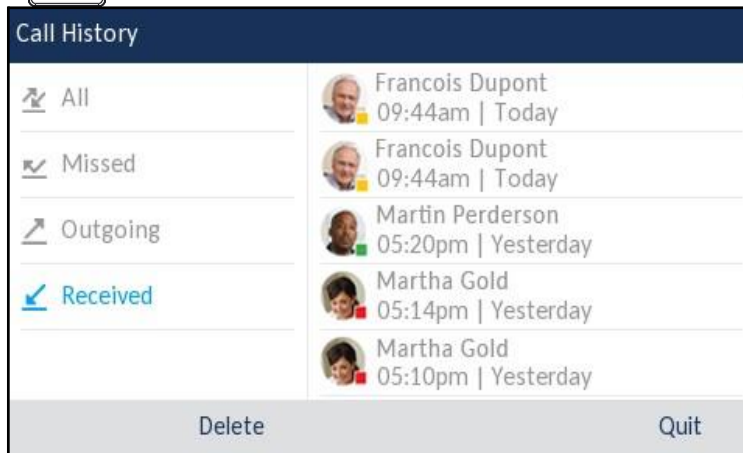 Call History
All
Missed
Outgoing
Received
Francois Dupont
09:44am | Today
Francois Dupont
09:44am | Today
Martin Perderson
05:20pm | Yesterday
Martha Gold
05:14pm | Yesterday
Martha Gold
05:10pm | Yesterday
Delete
Quit